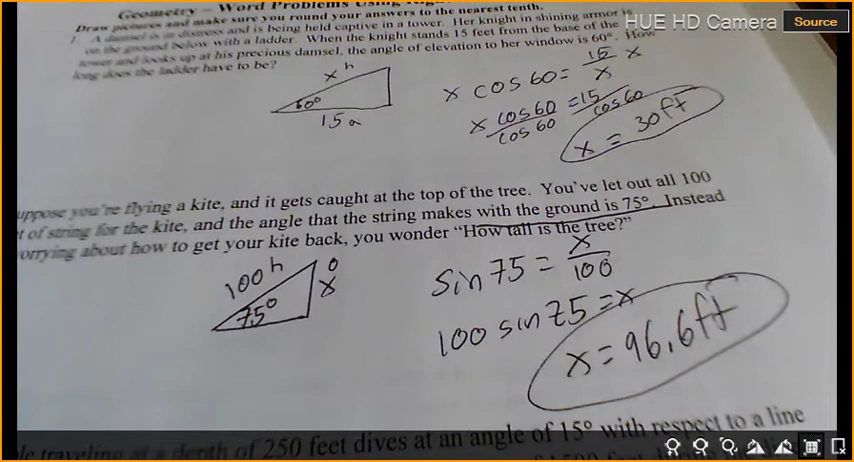 Geometry – Word Problems Using
Draw pictures and make sure you round your answers to the nearest tenth.
1. A damsel is in distress and is being held captive in a tower. Her knight in shining armor is
on the ground below with a ladder. When the knight stands 15 feet from the base of the
tower and looks up at his precious damsel, the angle of elevation to her window is 60°. How
long does the ladder have to be?
HUE HD Camera
Source
x h
60°
15 a
x cos 60 = 15/x x
x cos 60/cos 60 = 15/cos 60
x = 30 ft
uppose you're flying a kite, and it gets caught at the top of the tree. You've let out all 100
t of string for the kite, and the angle that the string makes with the ground is 75°. Instead
orrying about how to get your kite back, you wonder “How tall is the tree?”
100 h
75°
o
x
sin 75 = x/100
100 sin 75 = x
x = 96.6 ft
le traveling at a depth of 250 feet dives at an angle of 15° with respect to a line